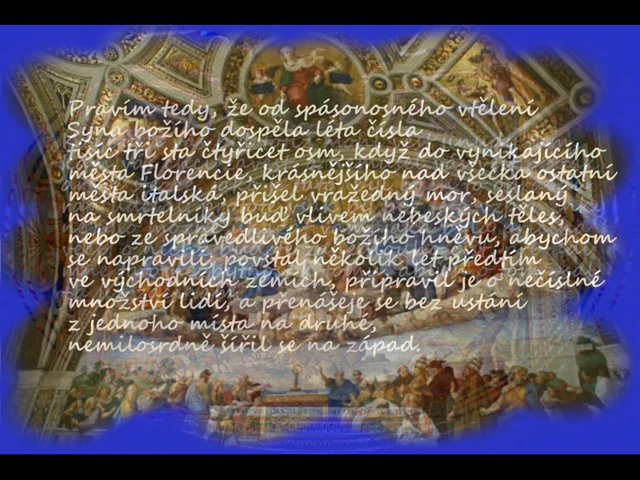 Pravím tedy, že od spásonosného vtělení
Syna božího dospěla léta čísla
tisíc tři sta čtyřicet osm, když do vynikajícího
města Florencie, krásnějšího nad všecka ostatní
města italská, přišel vražedný mor, seslaný
na smrtelníky buď vlivem nebeských těles,
nebo ze spravedlivého božího hněvu, abychom
se napravili, povstal několik let předtím
ve východních zemích, připravil je o nečíslné
množství lidí, a přenášeje se bez ustání
z jednoho místa na druhé,
nemilosrdně šířil se na západ.